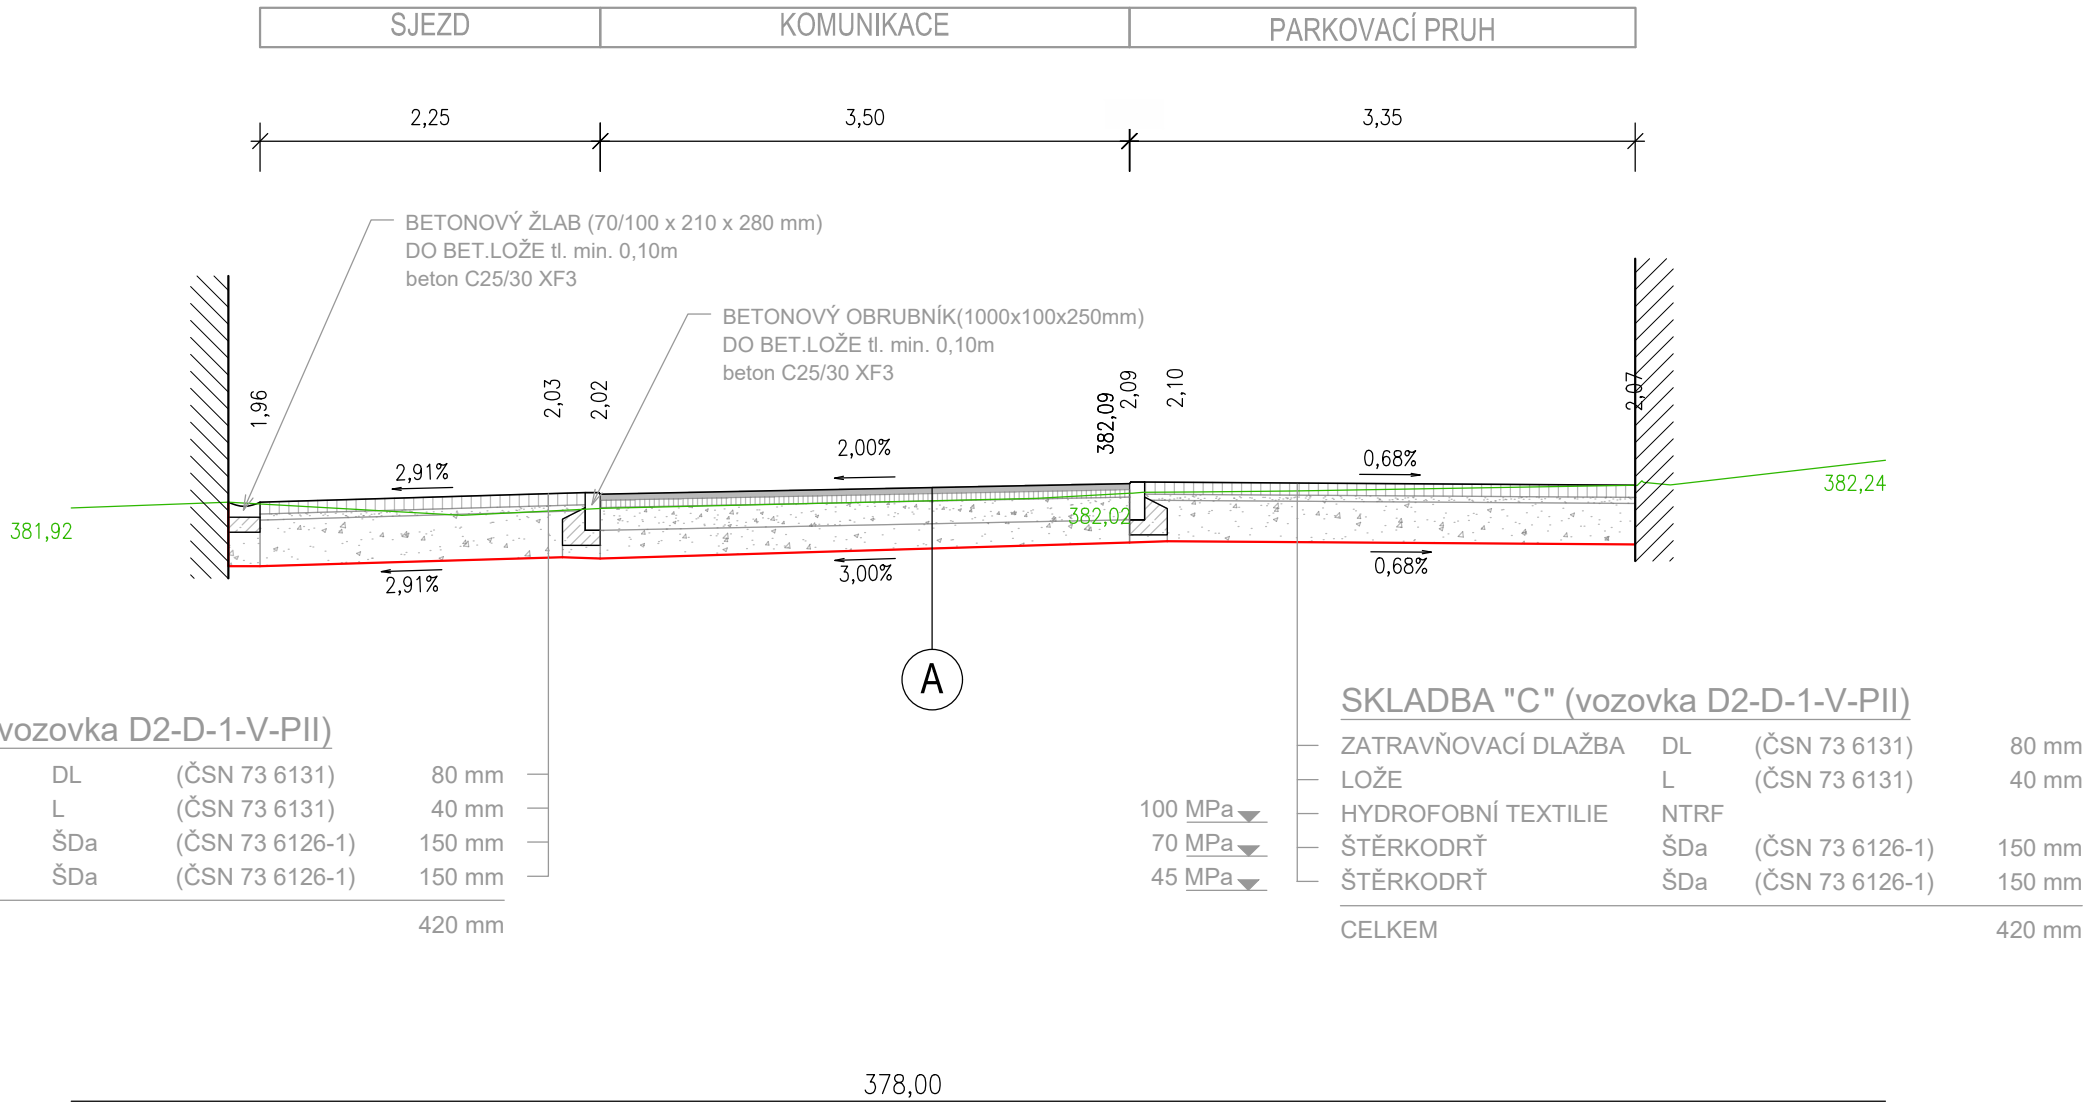 SJEZD KOMUNIKACE PARKOVACÍ PRUH
2,25 3,50 3,35
BETONOVÝ ŽLAB (70/100 x 210 x 280 mm)
DO BET.LOŽE tl. min. 0,10m
beton C25/30 XF3
BETONOVÝ OBRUBNÍK(1000x100x250mm)
DO BET.LOŽE tl. min. 0,10m
beton C25/30 XF3
1,96 2,03 2,02 382,09 2,09 2,10 2,07
2,91% 2,00% 0,68%
381,92 382,02 382,24
2,91% 3,00% 0,68%
A
vozovka D2-D-1-V-PII)
DL (ČSN 73 6131) 80 mm
L (ČSN 73 6131) 40 mm
ŠDa (ČSN 73 6126-1) 150 mm
ŠDa (ČSN 73 6126-1) 150 mm
420 mm
SKLADBA "C" (vozovka D2-D-1-V-PII)
ZATRAVŇOVACÍ DLAŽBA DL (ČSN 73 6131) 80 mm
LOŽE L (ČSN 73 6131) 40 mm
100 MPa HYDROFOBNÍ TEXTILIE NTRF
70 MPa ŠTĚRKODRŤ ŠDa (ČSN 73 6126-1) 150 mm
45 MPa ŠTĚRKODRŤ ŠDa (ČSN 73 6126-1) 150 mm
CELKEM 420 mm
378,00